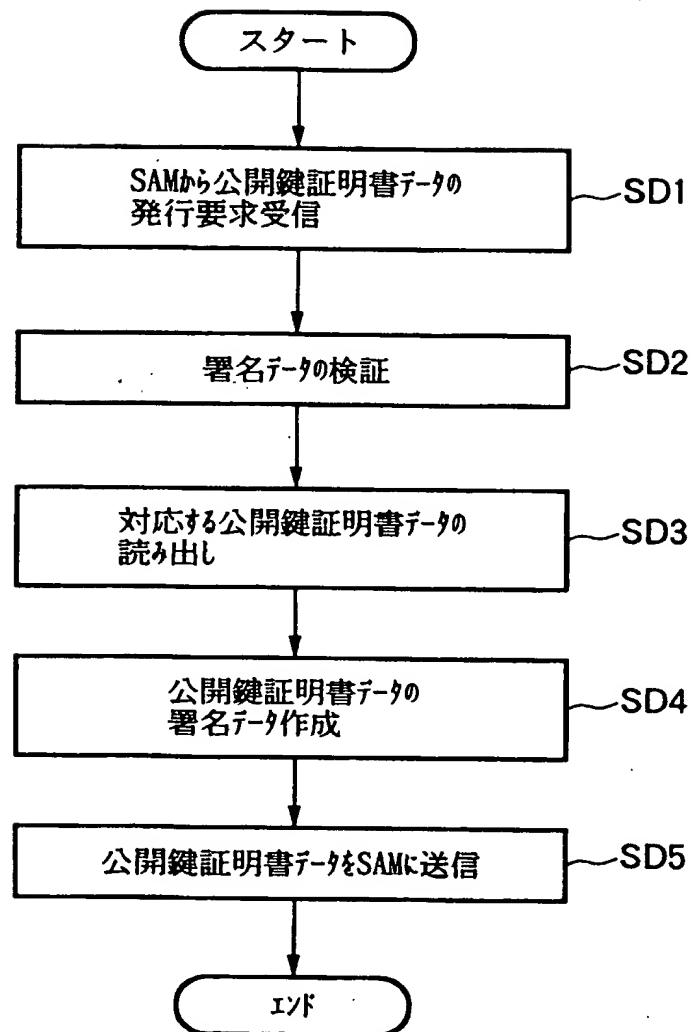 スタート
SAMから公開鍵証明書データの
発行要求受信
SD1
署名データの検証
SD2
対応する公開鍵証明書データの
読み出し
SD3
公開鍵証明書データの
署名データ作成
SD4
公開鍵証明書データをSAMに送信
SD5
エンド